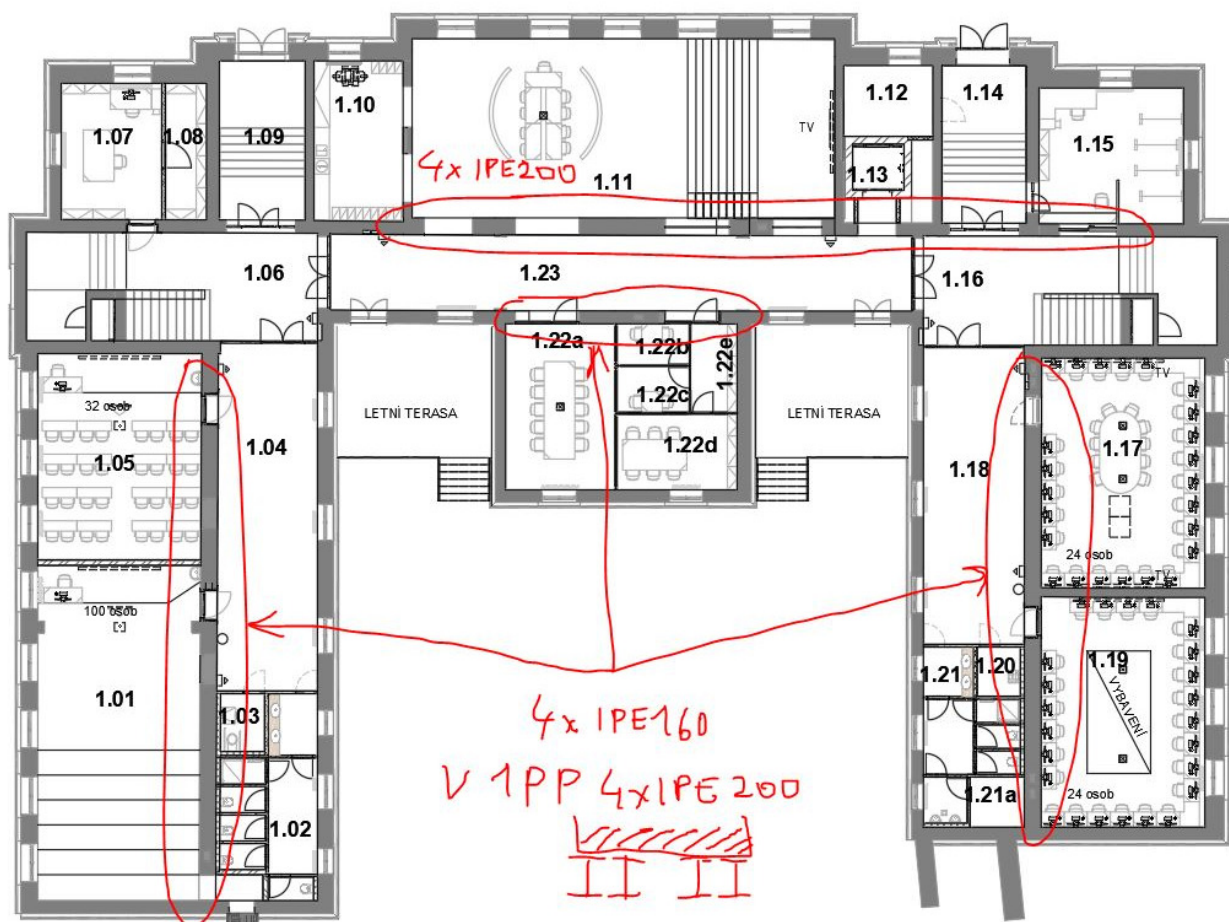 1.09
1.10
1.12
1.14
1.07
1.08
TV
1.15
1.13
4x IPE200
1.11
1.06
1.23
1.16
1.22a
1.22b
1.22e
1.22c
1.22d
LETNÍ TERASA
LETNÍ TERASA
32 osob
1.05
1.04
TV
1.17
1.18
24 osob
TV
100 osob
1.01
1.03
1.02
1.21
1.20
1.19
VYBAVENÍ
24 osob
1.21a
4x IPE160
V 1PP 4xIPE200